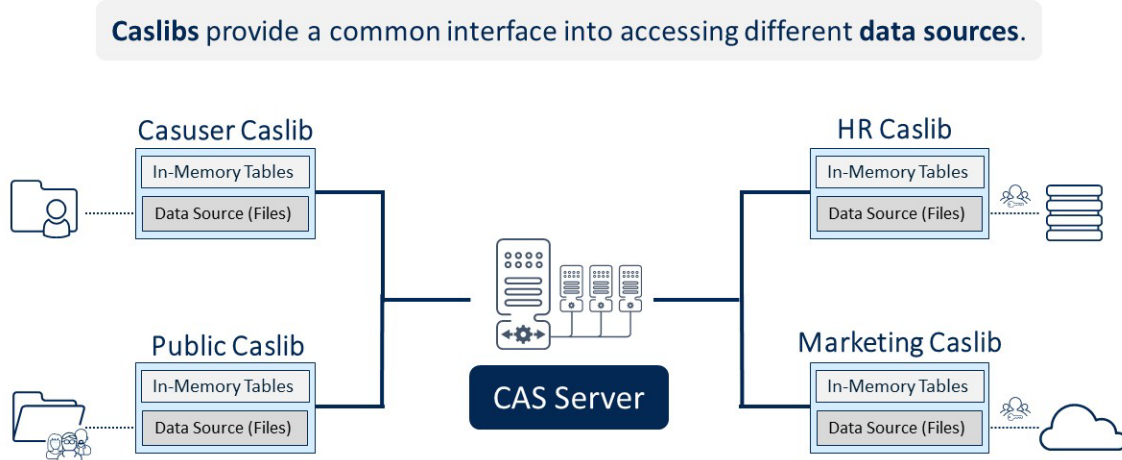 Caslibs provide a common interface into accessing different data sources.
Casuser Caslib
In-Memory Tables
Data Source (Files)
HR Caslib
In-Memory Tables
Data Source (Files)
Public Caslib
In-Memory Tables
Data Source (Files)
CAS Server
Marketing Caslib
In-Memory Tables
Data Source (Files)